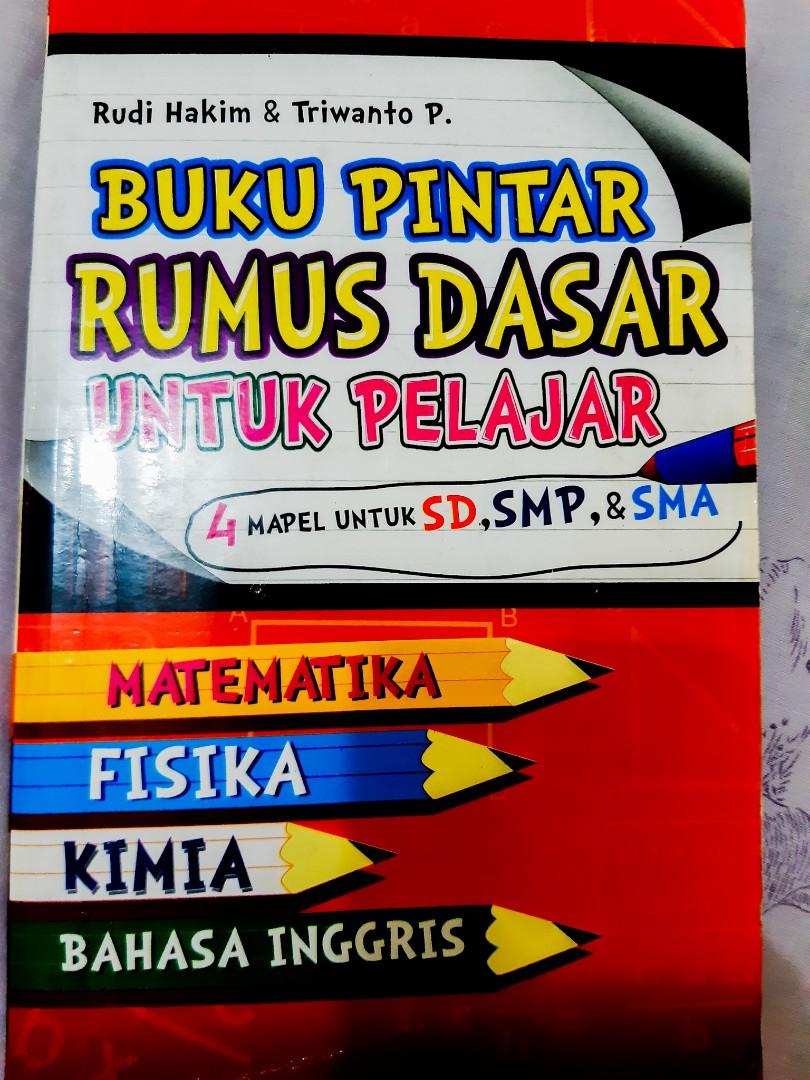 Rudi Hakim & Triwanto P.
BUKU PINTAR
RUMUS DASAR
UNTUK PELAJAR
4 MAPEL UNTUK SD, SMP, & SMA
A B
MATEMATIKA
FISIKA
KIMIA
BAHASA INGGRIS